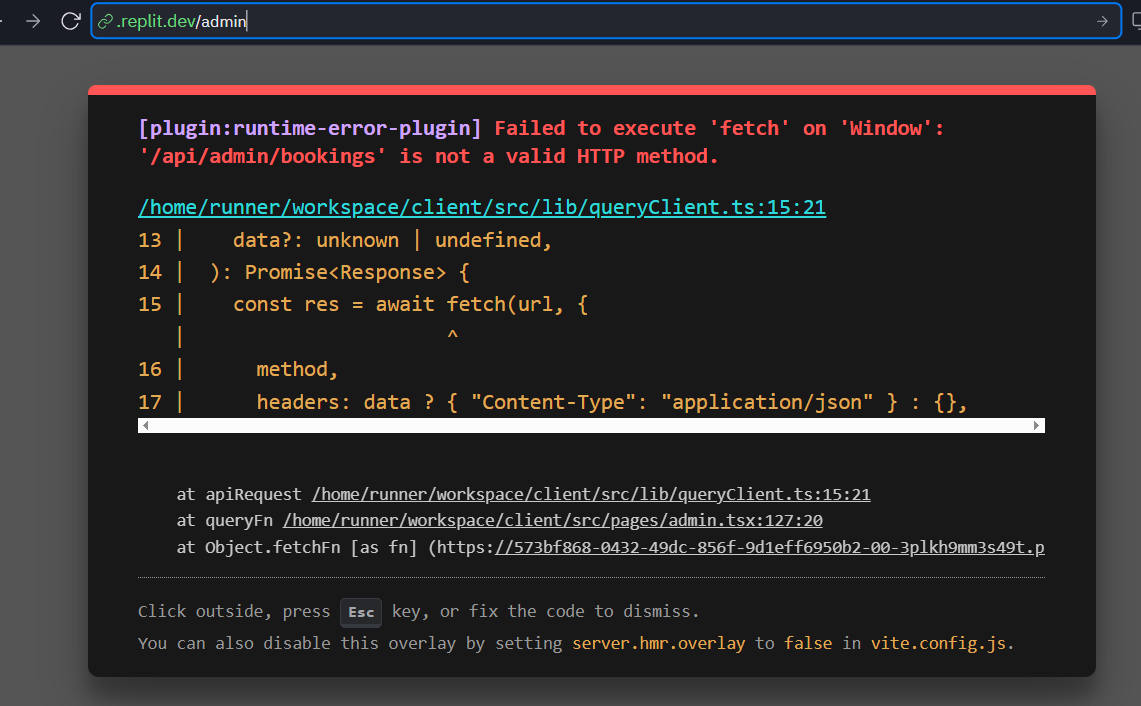 .replit.dev/admin
[plugin:runtime-error-plugin] Failed to execute 'fetch' on 'Window':
'/api/admin/bookings' is not a valid HTTP method.
/home/runner/workspace/client/src/lib/queryClient.ts:15:21
13 |    data?: unknown | undefined,
14 |  ): Promise<Response> {
15 |    const res = await fetch(url, {
   |                      ^
16 |      method,
17 |      headers: data ? { "Content-Type": "application/json" } : {},
at apiRequest /home/runner/workspace/client/src/lib/queryClient.ts:15:21
at queryFn /home/runner/workspace/client/src/pages/admin.tsx:127:20
at Object.fetchFn [as fn] (https://573bf868-0432-49dc-856f-9d1eff6950b2-00-3plkh9mm3s49t.p
Click outside, press Esc key, or fix the code to dismiss.
You can also disable this overlay by setting server.hmr.overlay to false in vite.config.js.